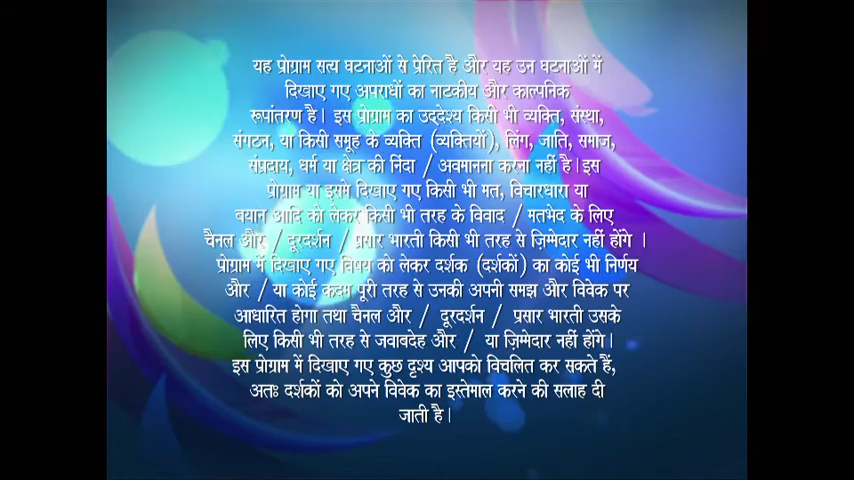 यह प्रोग्राम सत्य घटनाओं से प्रेरित है और यह उन घटनाओं में
दिखाए गए अपराधों का नाटकीय और काल्पनिक
रूपांतरण है। इस प्रोग्राम का उद्देश्य किसी भी व्यक्ति, संस्था,
संगठन, या किसी समूह के व्यक्ति (व्यक्तियों), लिंग, जाति, समाज,
संप्रदाय, धर्म या क्षेत्र की निंदा / अवमानना करना नहीं है।इस
प्रोग्राम या इसमे दिखाए गए किसी भी मत, विचारधारा या
बयान आदि को लेकर किसी भी तरह के विवाद / मतभेद के लिए
चैनल और / दूरदर्शन / प्रसार भारती किसी भी तरह से ज़िम्मेदार नहीं होंगे ।
प्रोग्राम में दिखाए गए विषय को लेकर दर्शक (दर्शकों) का कोई भी निर्णय
और / या कोई कदम पूरी तरह से उनकी अपनी समझ और विवेक पर
आधारित होगा तथा चैनल और / दूरदर्शन / प्रसार भारती उसके
लिए किसी भी तरह से जवाबदेह और / या ज़िम्मेदार नहीं होंगे।
इस प्रोग्राम में दिखाए गए कुछ दृश्य आपको विचलित कर सकते हैं,
अतः दर्शकों को अपने विवेक का इस्तेमाल करने की सलाह दी
जाती है।